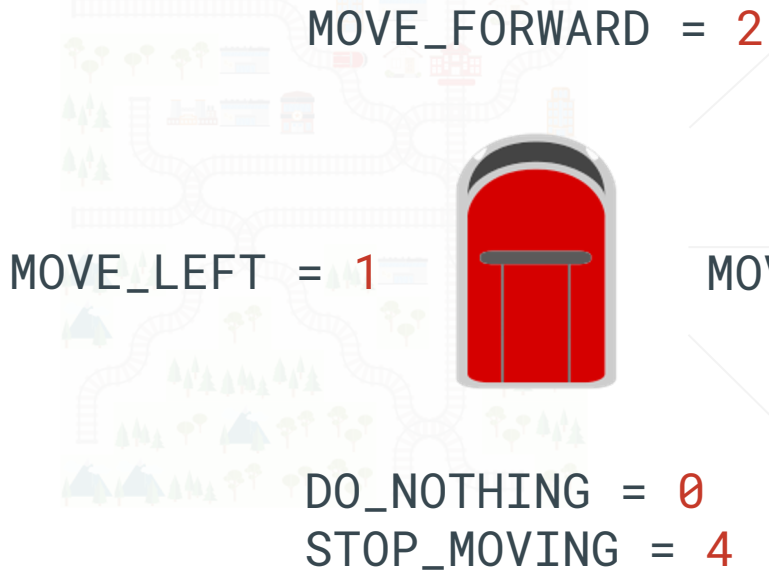 MOVE_FORWARD = 2
MOVE_LEFT = 1
DO_NOTHING = 0
STOP_MOVING = 4